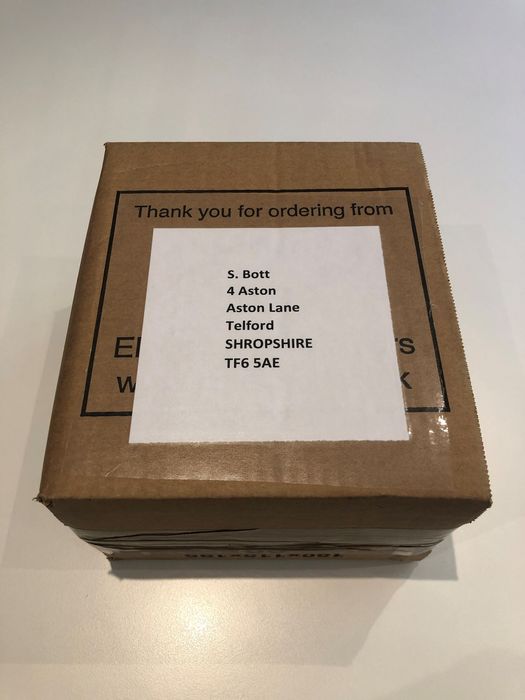 Thank you for ordering from
S. Bott
4 Aston
Aston Lane
Telford
SHROPSHIRE
TF6 5AE